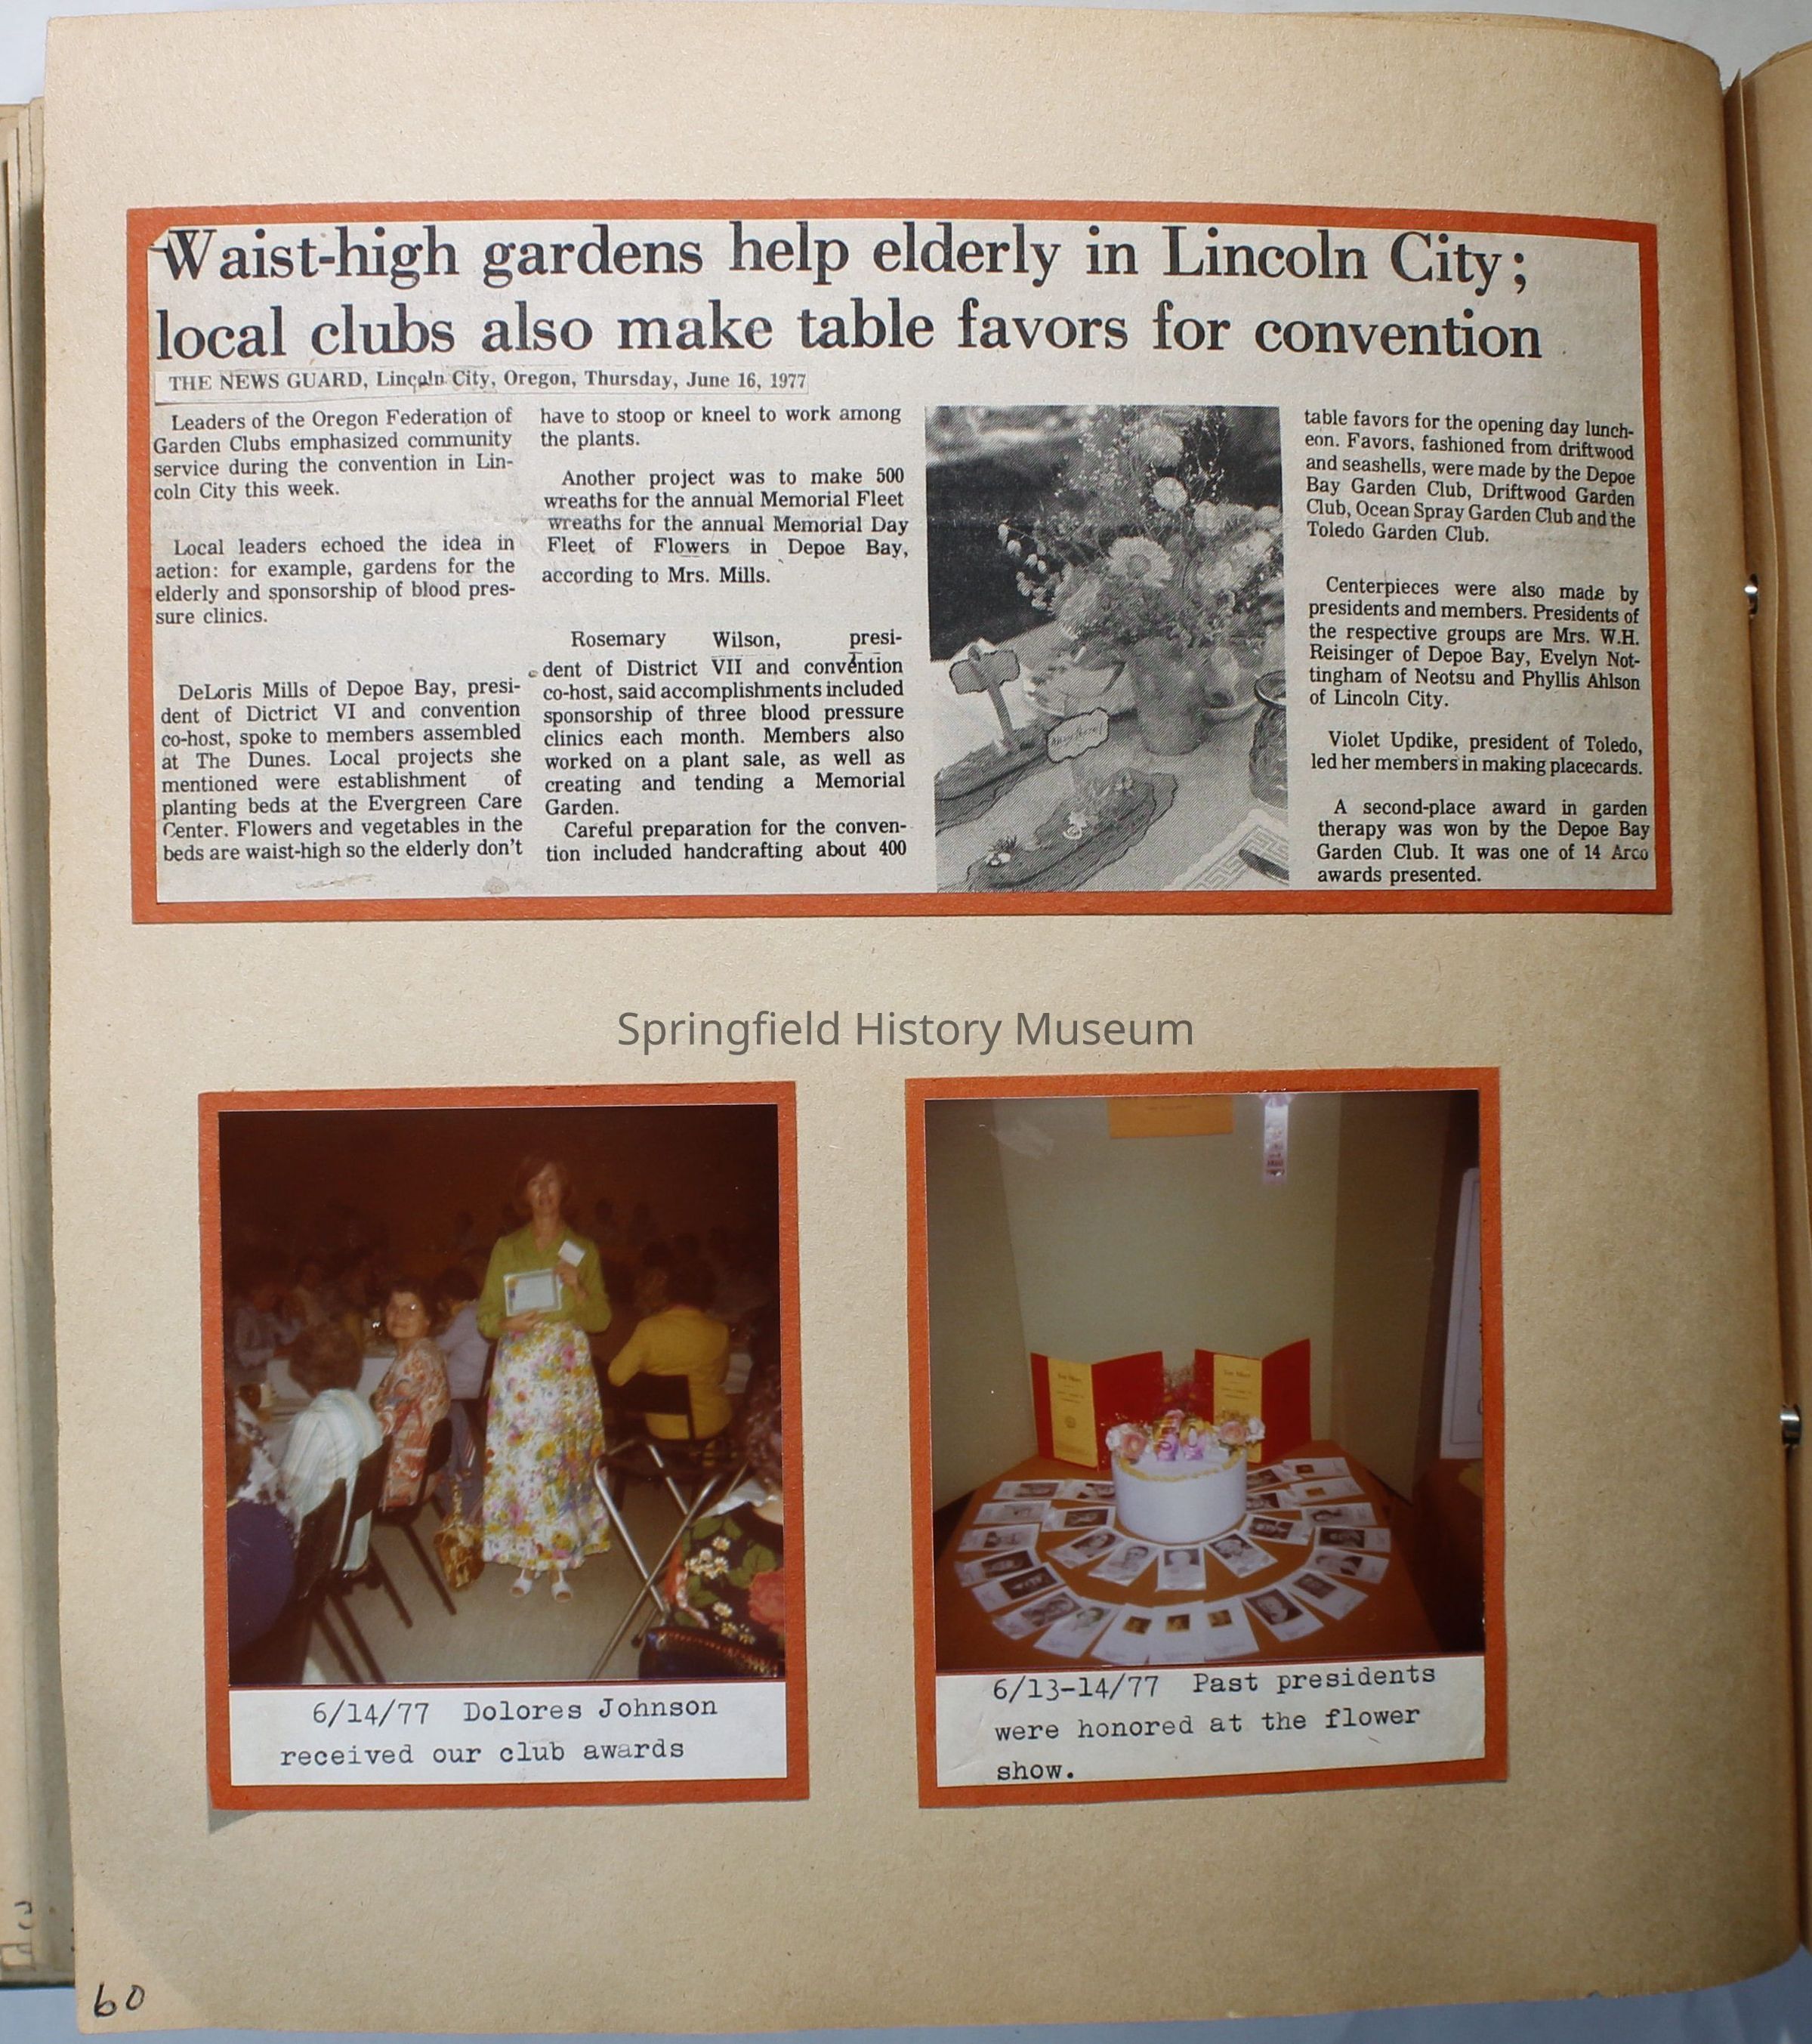 Waist-high gardens help elderly in Lincoln City;
local clubs also make table favors for convention
THE NEWS GUARD, Lincoln City, Oregon, Thursday, June 16, 1977
Leaders of the Oregon Federation of
Garden Clubs emphasized community
service during the convention in Lin-
coln City this week.
Local leaders echoed the idea in
action: for example, gardens for the
elderly and sponsorship of blood pres-
sure clinics.
DeLoris Mills of Depoe Bay, presi-
dent of Dictrict VI and convention
co-host, spoke to members assembled
at The Dunes. Local projects she
mentioned were establishment of
planting beds at the Evergreen Care
Center. Flowers and vegetables in the
beds are waist-high so the elderly don't
have to stoop or kneel to work among
the plants.
Another project was to make 500
wreaths for the annual Memorial Fleet
wreaths for the annual Memorial Day
Fleet of Flowers in Depoe Bay,
according to Mrs. Mills.
Rosemary Wilson, presi-
dent of District VII and convention
co-host, said accomplishments included
sponsorship of three blood pressure
clinics each month. Members also
worked on a plant sale, as well as
creating and tending a Memorial
Garden.
Careful preparation for the conven-
tion included handcrafting about 400
table favors for the opening day lunch-
eon. Favors, fashioned from driftwood
and seashells, were made by the Depoe
Bay Garden Club, Driftwood Garden
Club, Ocean Spray Garden Club and the
Toledo Garden Club.
Centerpieces were also made by
presidents and members. Presidents of
the respective groups are Mrs. W.H.
Reisinger of Depoe Bay, Evelyn Not-
tingham of Neotsu and Phyllis Ahlson
of Lincoln City.
Violet Updike, president of Toledo,
led her members in making placecards.
A second-place award in garden
therapy was won by the Depoe Bay
Garden Club. It was one of 14 Arco
awards presented.
Springfield History Museum
50
6/14/77 Dolores Johnson
received our club awards
6/13-14/77 Past presidents
were honored at the flower
show.
60